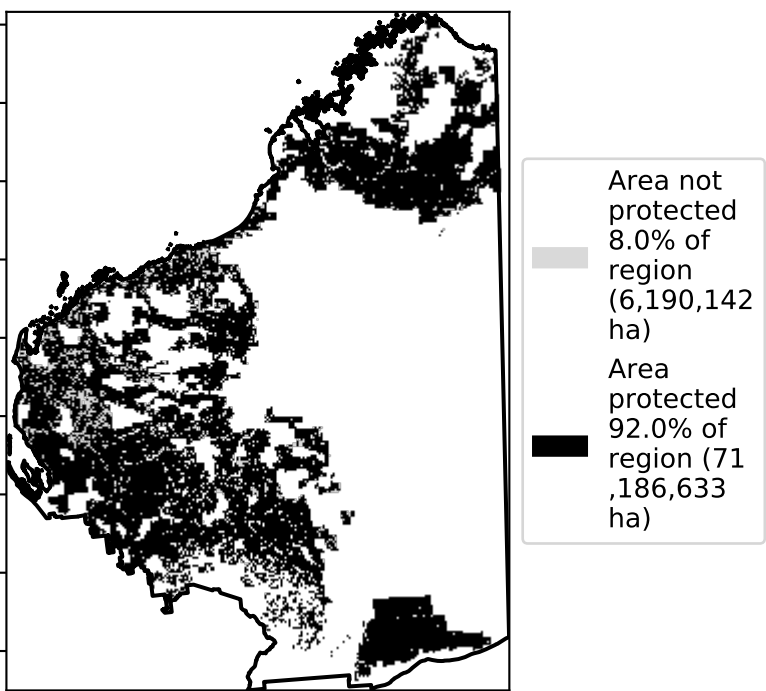 Area not
protected
8.0% of
region
(6,190,142
ha)
Area
protected
92.0% of
region (71
,186,633
ha)